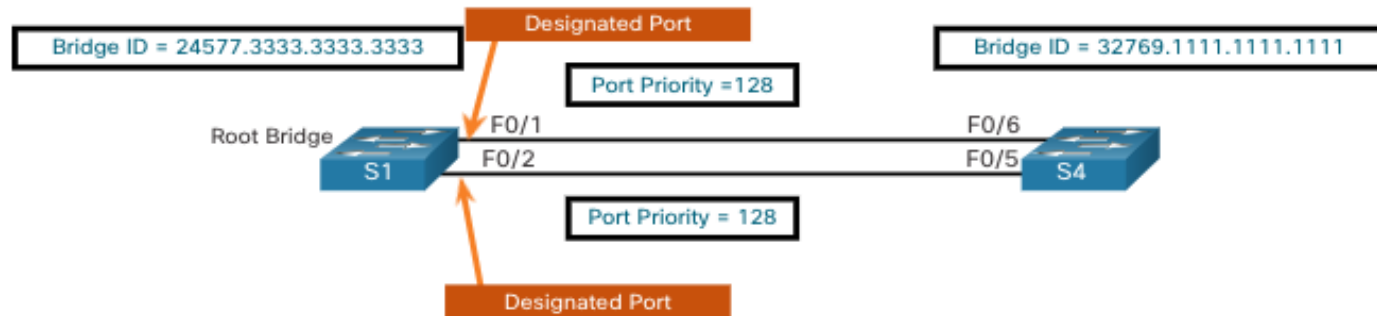 Designated Port
Bridge ID = 24577.3333.3333.3333
Bridge ID = 32769.1111.1111.1111
Port Priority =128
Root Bridge
F0/1
F0/6
F0/2
F0/5
S1
S4
Port Priority = 128
Designated Port